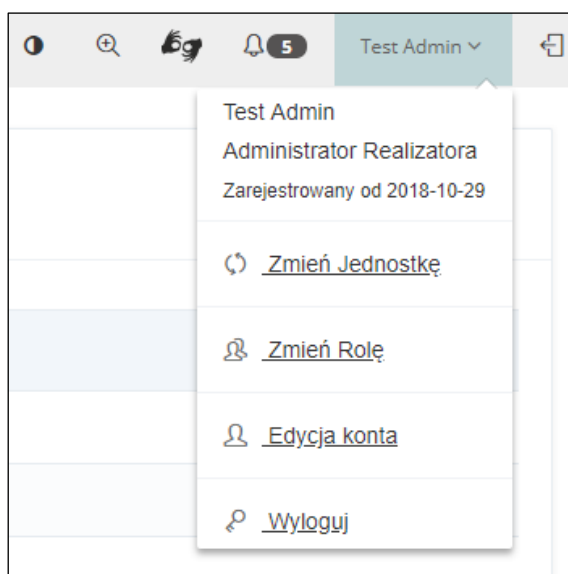 5
Test Admin
Test Admin
Administrator Realizatora
Zarejestrowany od 2018-10-29
Zmień Jednostkę
Zmień Rolę
Edycja konta
Wyloguj